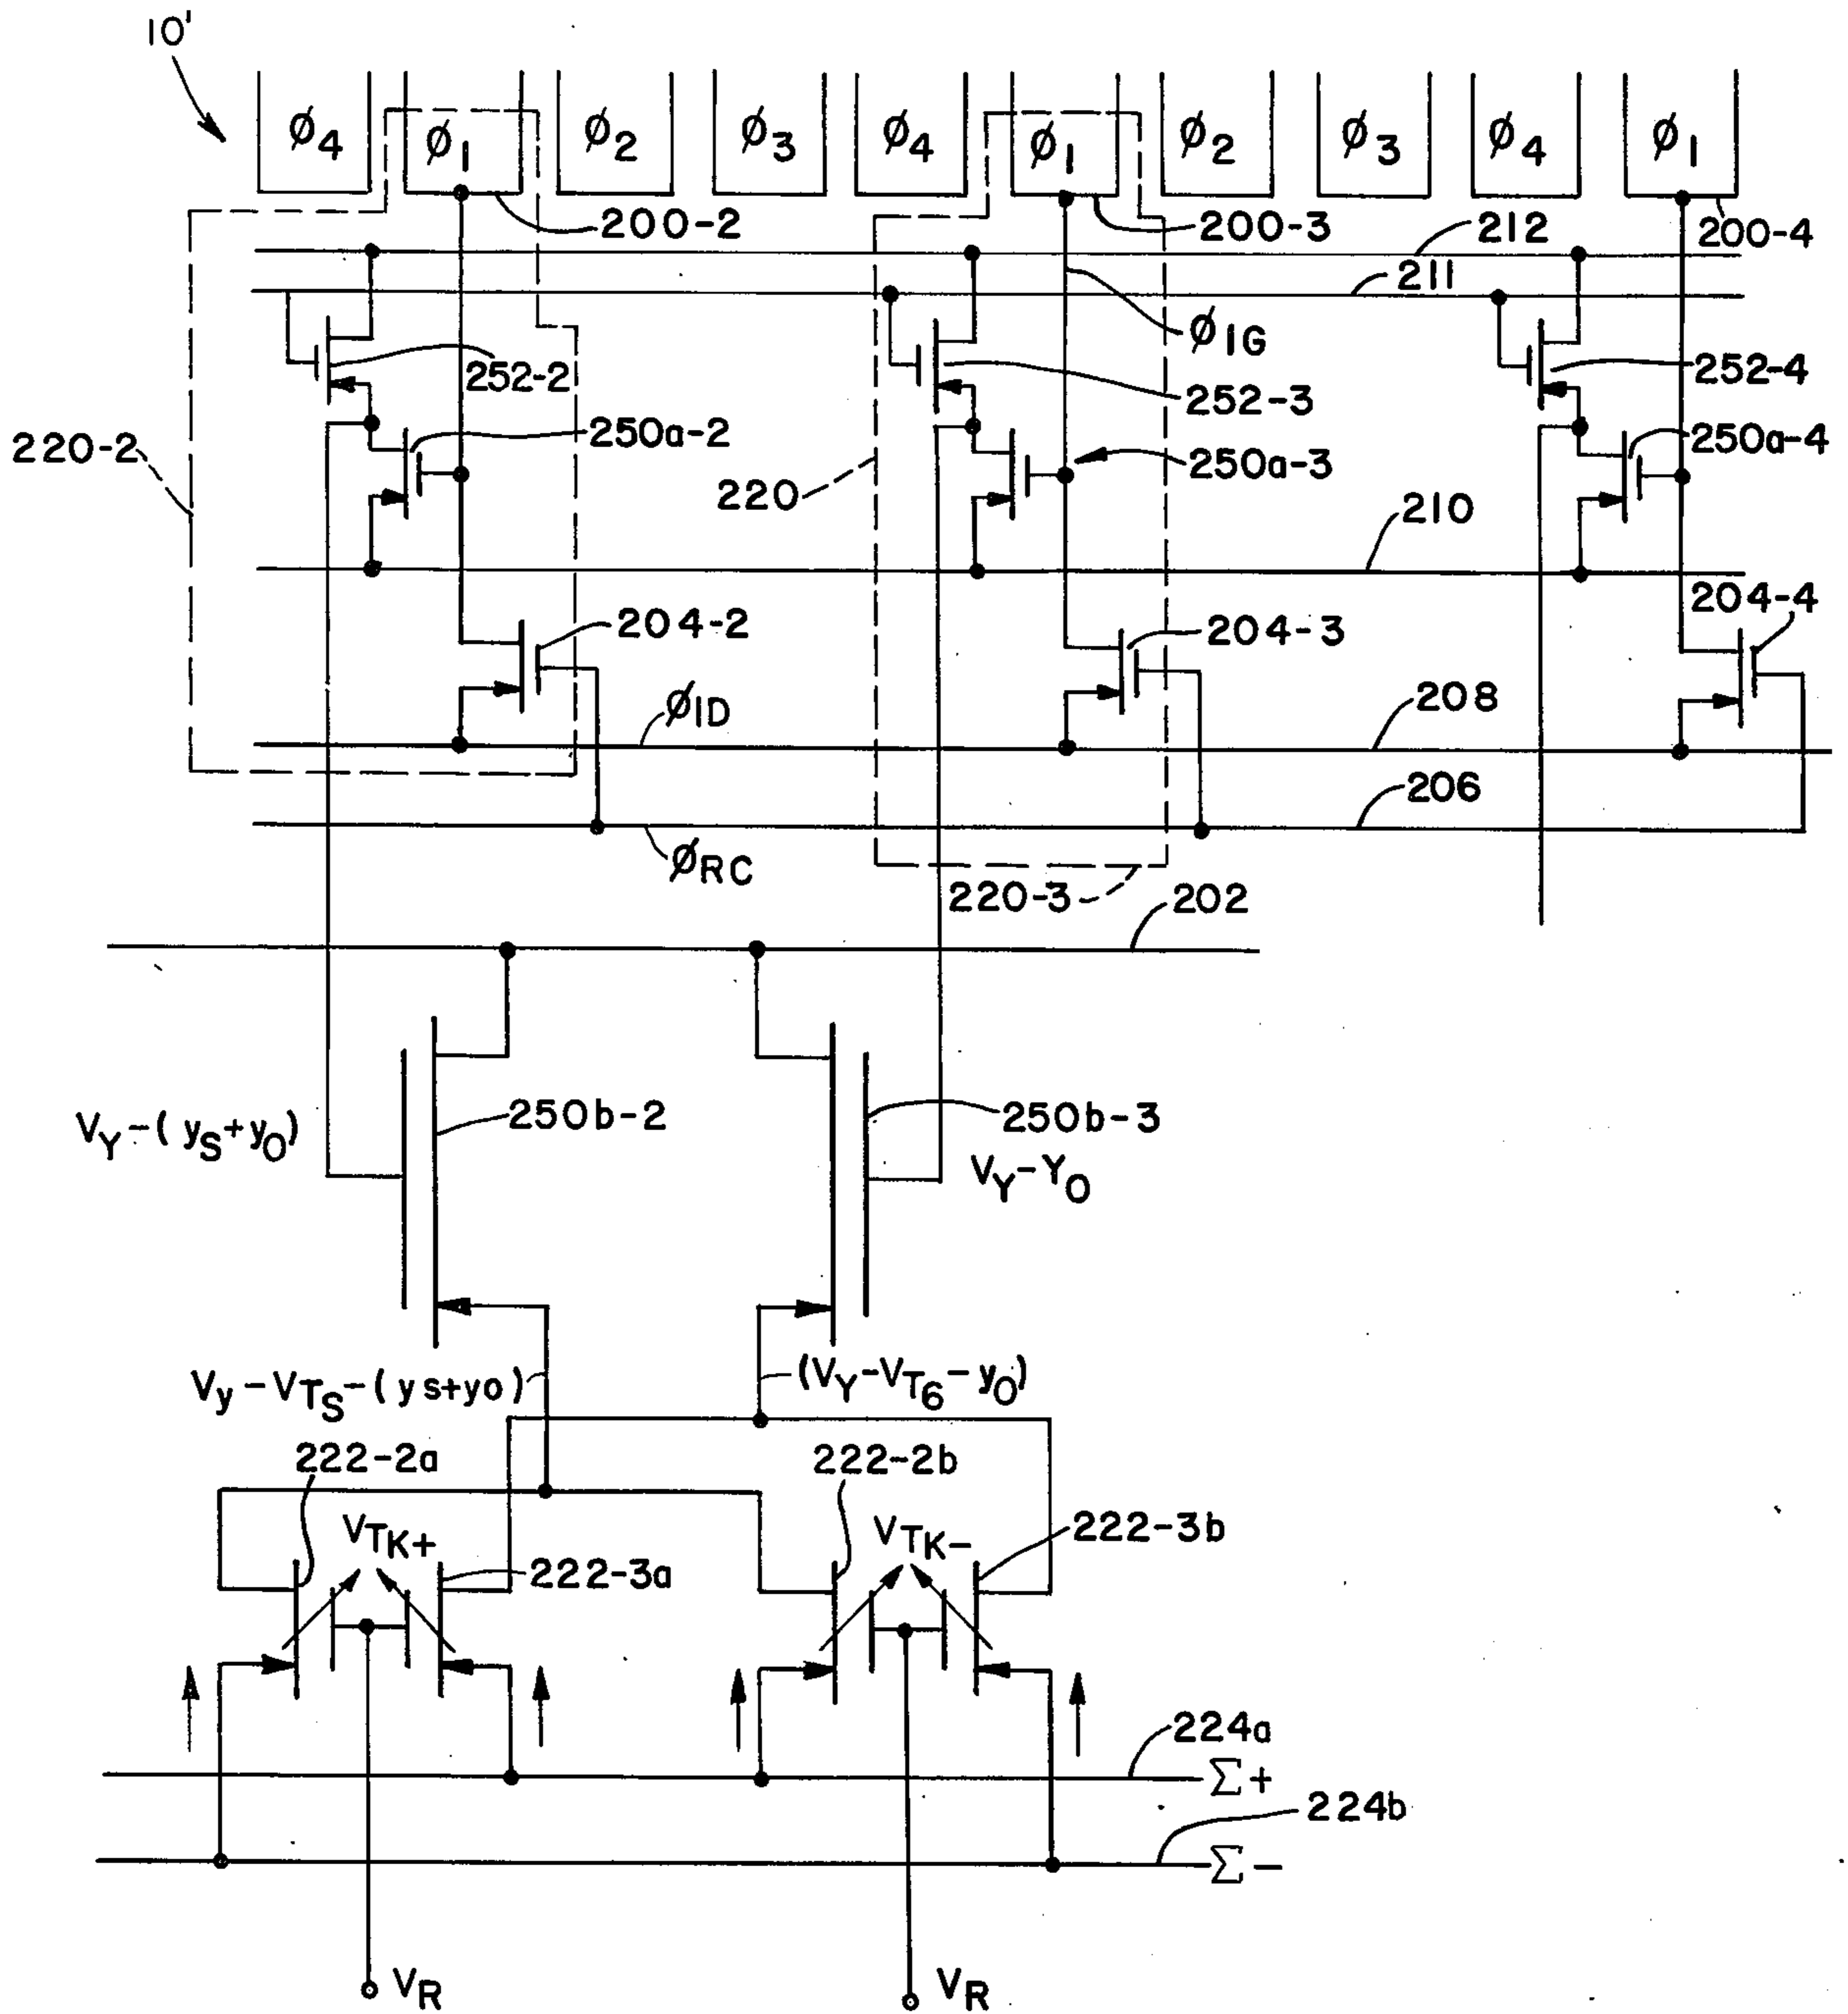 10'
ø4 ø1 ø2 ø3 ø4 ø1 ø2 ø3 ø4 ø1
200-2
200-3
212
200-4
211
ø1G
252-2
252-3
252-4
220-2
250a-2
250a-3
250a-4
220
210
204-2
204-3
204-4
ø1D
208
206
øRC
220-3
202
VY-(yS+yO)
250b-2
250b-3
VY-YO
Vy-VTS-(ys+yo)
(VY-VT6-yO)
222-2a
222-2b
VTK+
VTK-
222-3b
222-3a
224a
Σ+
224b
Σ-
VR
VR